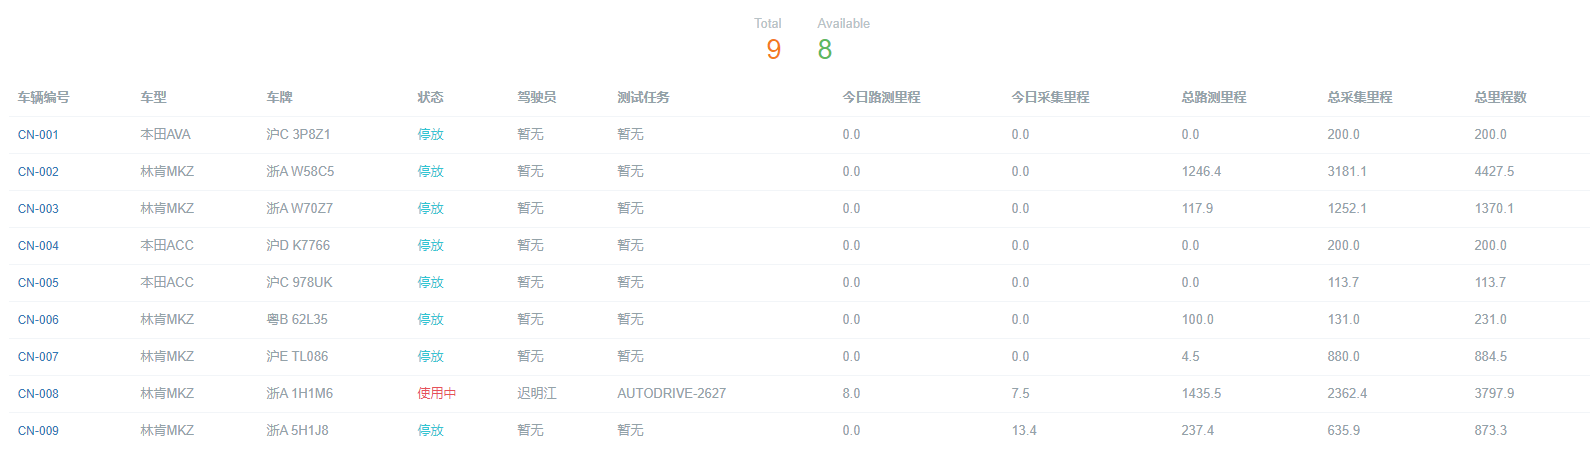 Total Available
9 8
车辆编号 车型 车牌 状态 驾驶员 测试任务 今日路测里程 今日采集里程 总路测里程 总采集里程 总里程数
CN-001 本田AVA 沪C 3P8Z1 停放 暂无 暂无 0.0 0.0 0.0 200.0 200.0
CN-002 林肯MKZ 浙A W58C5 停放 暂无 暂无 0.0 0.0 1246.4 3181.1 4427.5
CN-003 林肯MKZ 浙A W70Z7 停放 暂无 暂无 0.0 0.0 117.9 1252.1 1370.1
CN-004 本田ACC 沪D K7766 停放 暂无 暂无 0.0 0.0 0.0 200.0 200.0
CN-005 本田ACC 沪C 978UK 停放 暂无 暂无 0.0 0.0 0.0 113.7 113.7
CN-006 林肯MKZ 粤B 62L35 停放 暂无 暂无 0.0 0.0 100.0 131.0 231.0
CN-007 林肯MKZ 沪E TL086 停放 暂无 暂无 0.0 0.0 4.5 880.0 884.5
CN-008 林肯MKZ 浙A 1H1M6 使用中 迟明江 AUTODRIVE-2627 8.0 7.5 1435.5 2362.4 3797.9
CN-009 林肯MKZ 浙A 5H1J8 停放 暂无 暂无 0.0 13.4 237.4 635.9 873.3